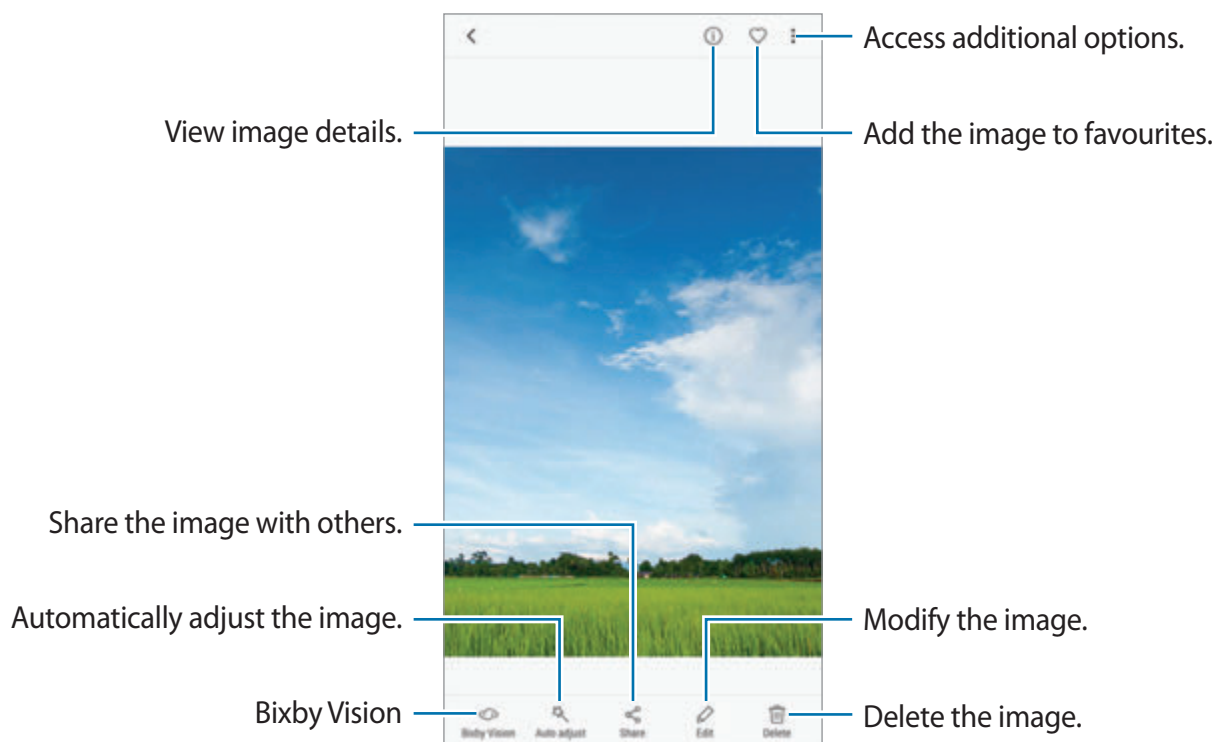 Access additional options.
View image details.
Add the image to favourites.
Share the image with others.
Automatically adjust the image.
Modify the image.
Bixby Vision
Delete the image.
Bixby Vision
Auto adjust
Share
Edit
Delete